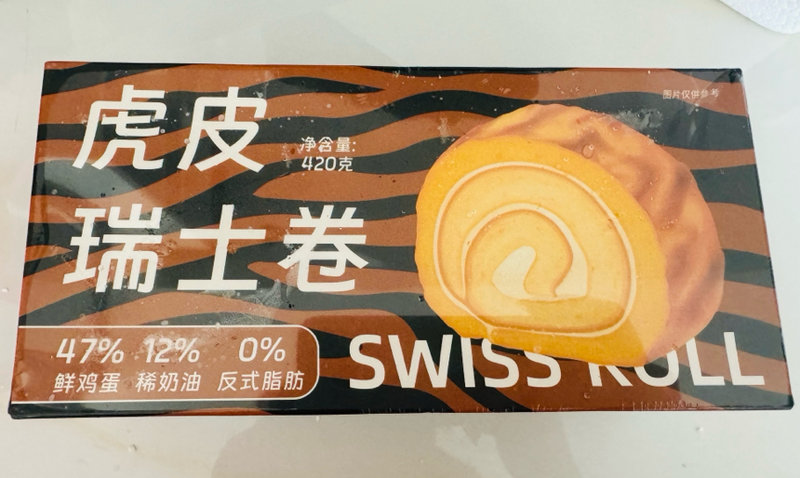 图片仅供参考
虎皮
净含量:
420克
瑞士卷
47% 12% 0%
鲜鸡蛋 稀奶油 反式脂肪
SWISS ROLL